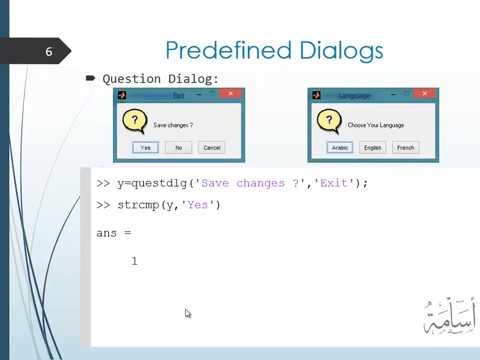 6
Predefined Dialogs
Question Dialog:
Exit
Save changes ?
Yes No Cancel
Language
Choose Your Language
Arabic English French
>> y=questdlg('Save changes ?','Exit');
>> strcmp(y,'Yes')
ans =
1
أسامة